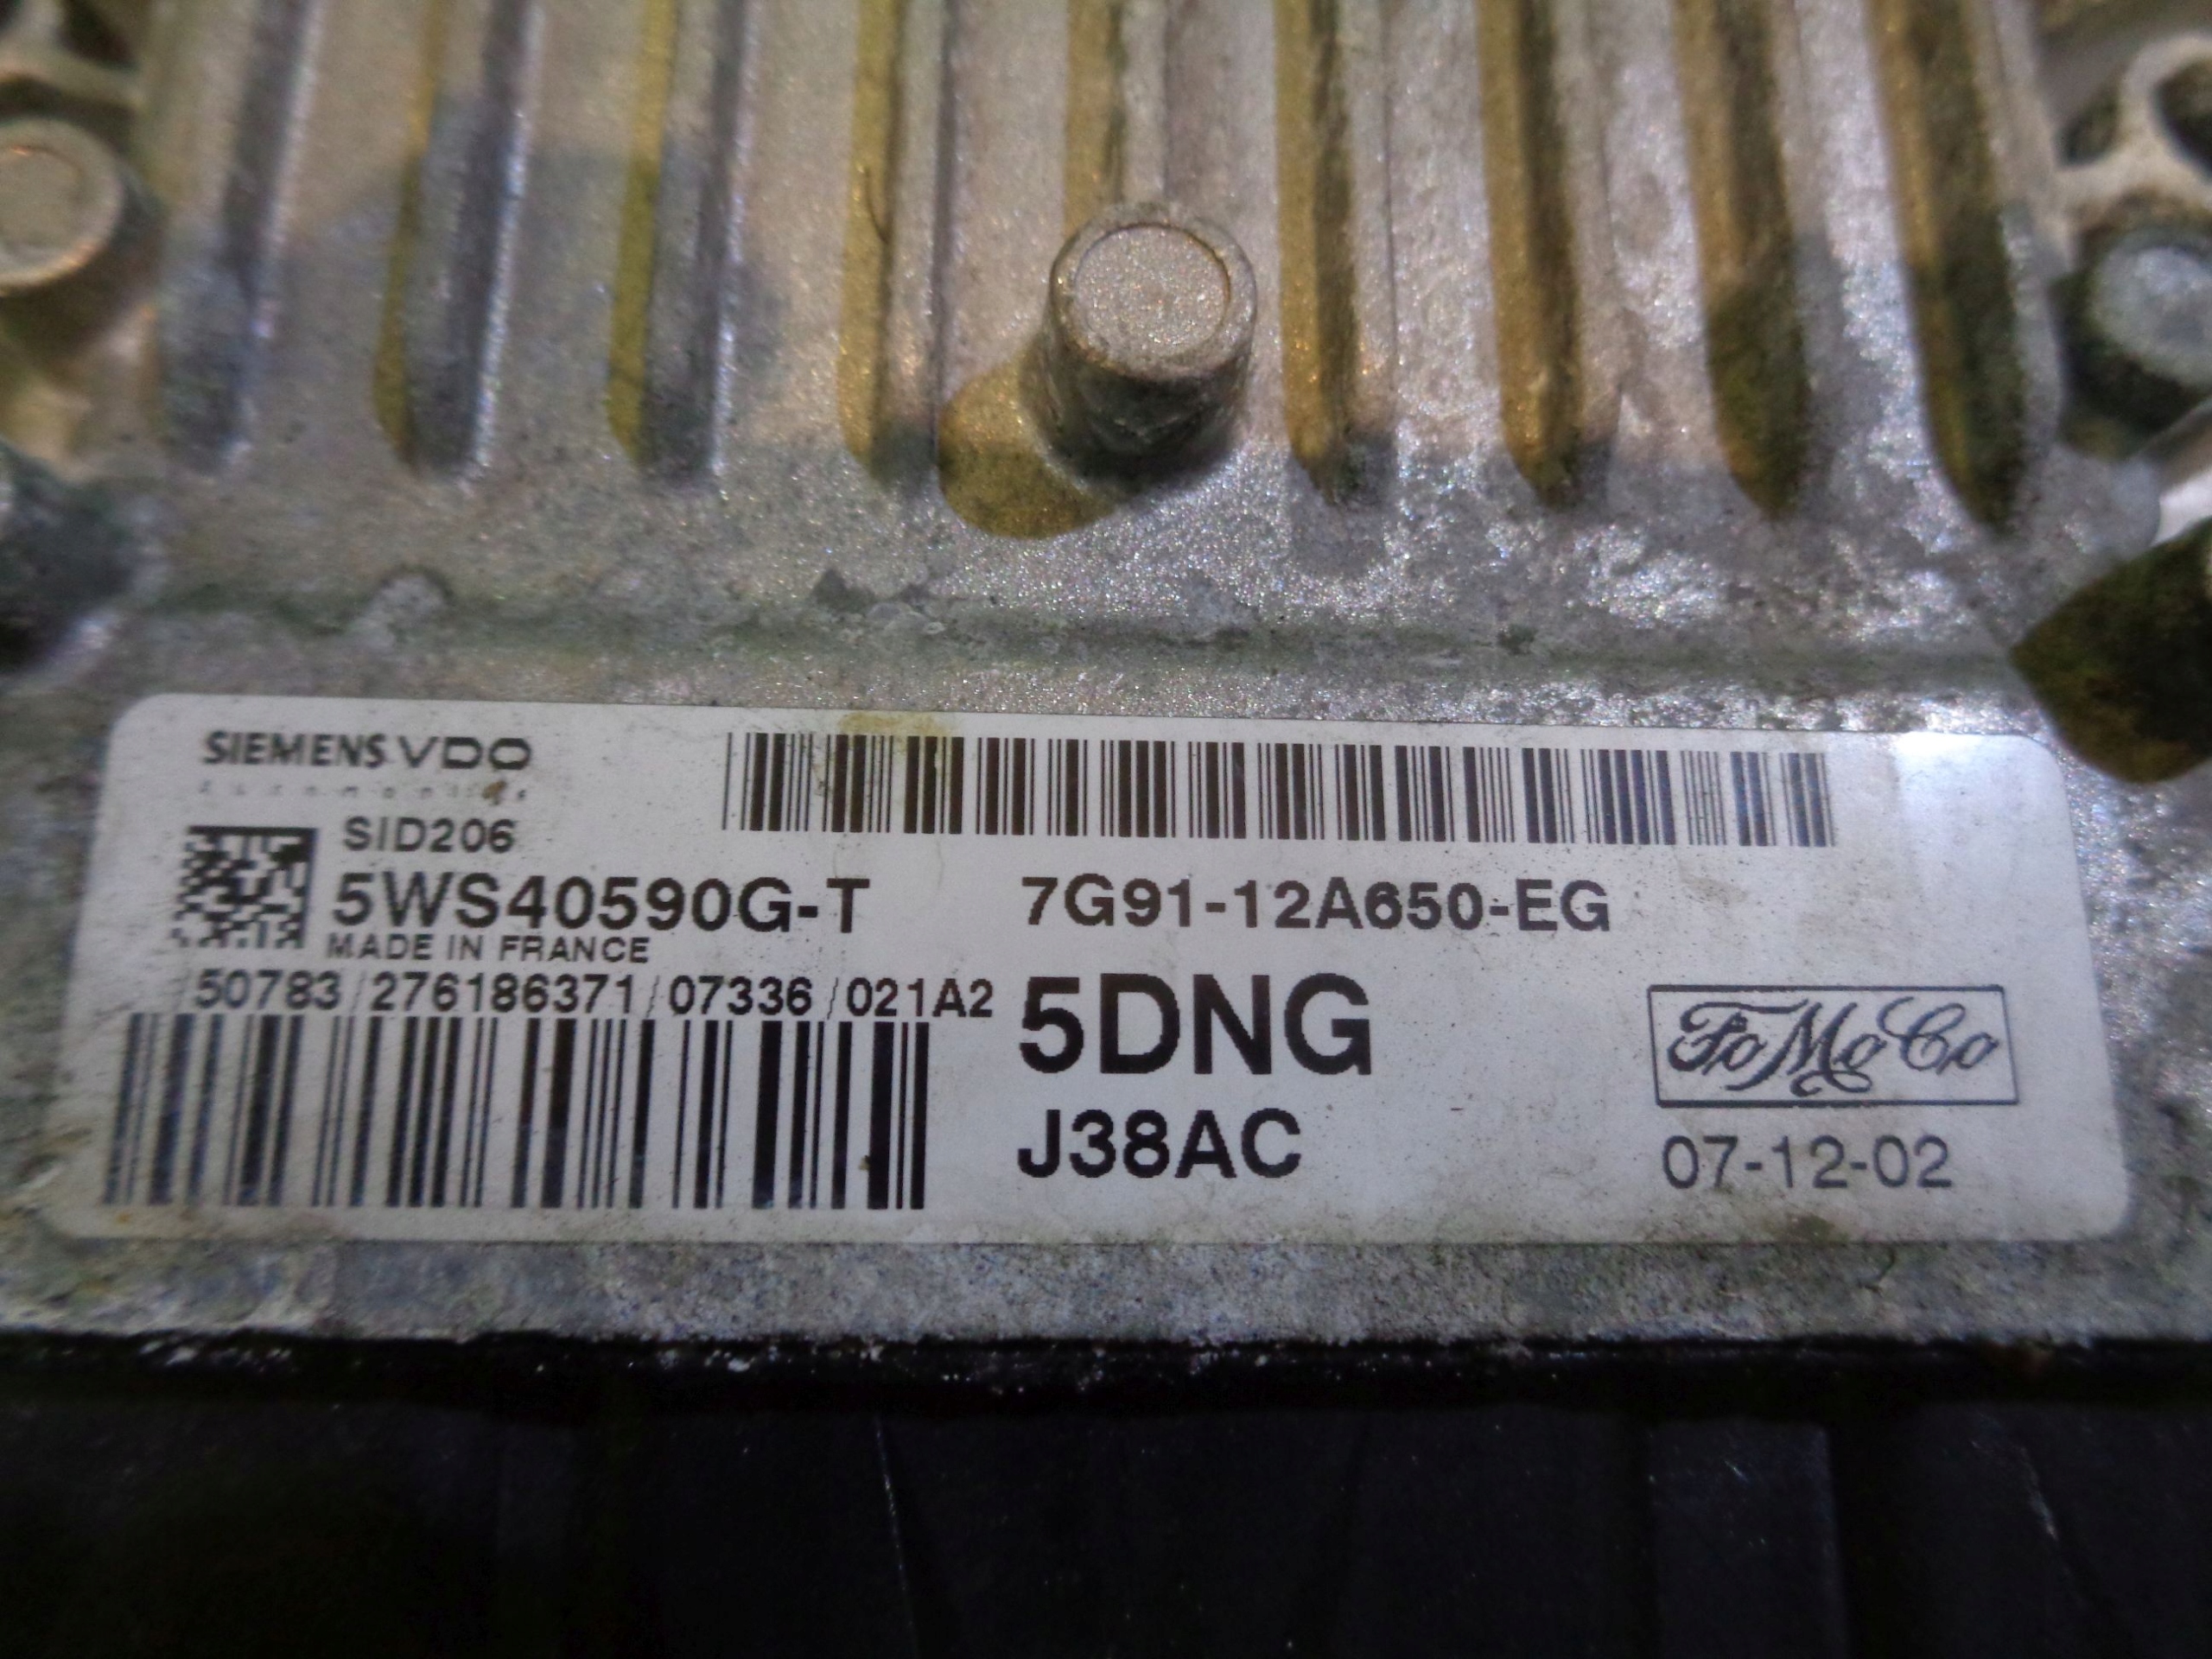 SIEMENS VDO
SID206
5WS40590G-T
MADE IN FRANCE
50783/276186371/07336/021A2
7G91-12A650-EG
5DNG
J38AC
FoMoCo
07-12-02